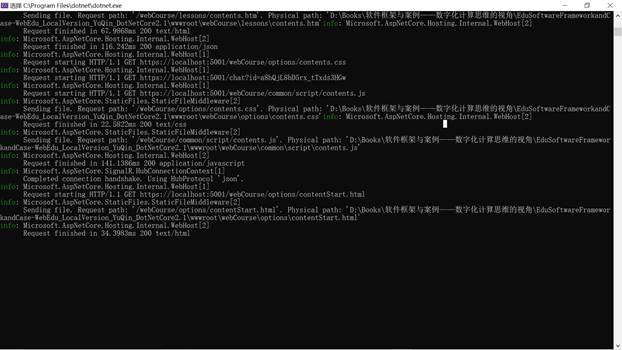 选择 C:\Program Files\dotnet\dotnet.exe
Sending file. Request path: '/webCourse/lessons/contents.htm'. Physical path: 'D:\Books\软件框架与案例——数字化计算思维的视角\EduSoftwareFrameworkandC
ase-WebEdu_LocalVersion_YuQin_DotNetCore2.1\wwwroot\webCourse\lessons\contents.htm'info: Microsoft.AspNetCore.Hosting.Internal.WebHost[2]
Request finished in 67.9868ms 200 text/html
info: Microsoft.AspNetCore.Hosting.Internal.WebHost[2]
Request finished in 116.242ms 200 application/json
info: Microsoft.AspNetCore.Hosting.Internal.WebHost[1]
Request starting HTTP/1.1 GET https://localhost:5001/webCourse/options/contents.css
info: Microsoft.AspNetCore.Hosting.Internal.WebHost[1]
Request starting HTTP/1.1 GET https://localhost:5001/chat?id=a8hQjL8hDGrx_tTxds3HGw
info: Microsoft.AspNetCore.Hosting.Internal.WebHost[1]
Request starting HTTP/1.1 GET https://localhost:5001/webCourse/common/script/contents.js
info: Microsoft.AspNetCore.StaticFiles.StaticFileMiddleware[2]
Sending file. Request path: '/webCourse/options/contents.css'. Physical path: 'D:\Books\软件框架与案例——数字化计算思维的视角\EduSoftwareFrameworkandC
ase-WebEdu_LocalVersion_YuQin_DotNetCore2.1\wwwroot\webCourse\options\contents.css'info: Microsoft.AspNetCore.Hosting.Internal.WebHost[2]
Request finished in 22.5822ms 200 text/css
info: Microsoft.AspNetCore.StaticFiles.StaticFileMiddleware[2]
Sending file. Request path: '/webCourse/common/script/contents.js'. Physical path: 'D:\Books\软件框架与案例——数字化计算思维的视角\EduSoftwareFramewor
kandCase-WebEdu_LocalVersion_YuQin_DotNetCore2.1\wwwroot\webCourse\common\script\contents.js'
info: Microsoft.AspNetCore.Hosting.Internal.WebHost[2]
Request finished in 141.1386ms 200 application/javascript
info: Microsoft.AspNetCore.SignalR.HubConnectionContext[1]
Completed connection handshake. Using HubProtocol 'json'.
info: Microsoft.AspNetCore.Hosting.Internal.WebHost[1]
Request starting HTTP/1.1 GET https://localhost:5001/webCourse/options/contentStart.html
info: Microsoft.AspNetCore.StaticFiles.StaticFileMiddleware[2]
Sending file. Request path: '/webCourse/options/contentStart.html'. Physical path: 'D:\Books\软件框架与案例——数字化计算思维的视角\EduSoftwareFramewor
kandCase-WebEdu_LocalVersion_YuQin_DotNetCore2.1\wwwroot\webCourse\options\contentStart.html'
info: Microsoft.AspNetCore.Hosting.Internal.WebHost[2]
Request finished in 34.3983ms 200 text/html